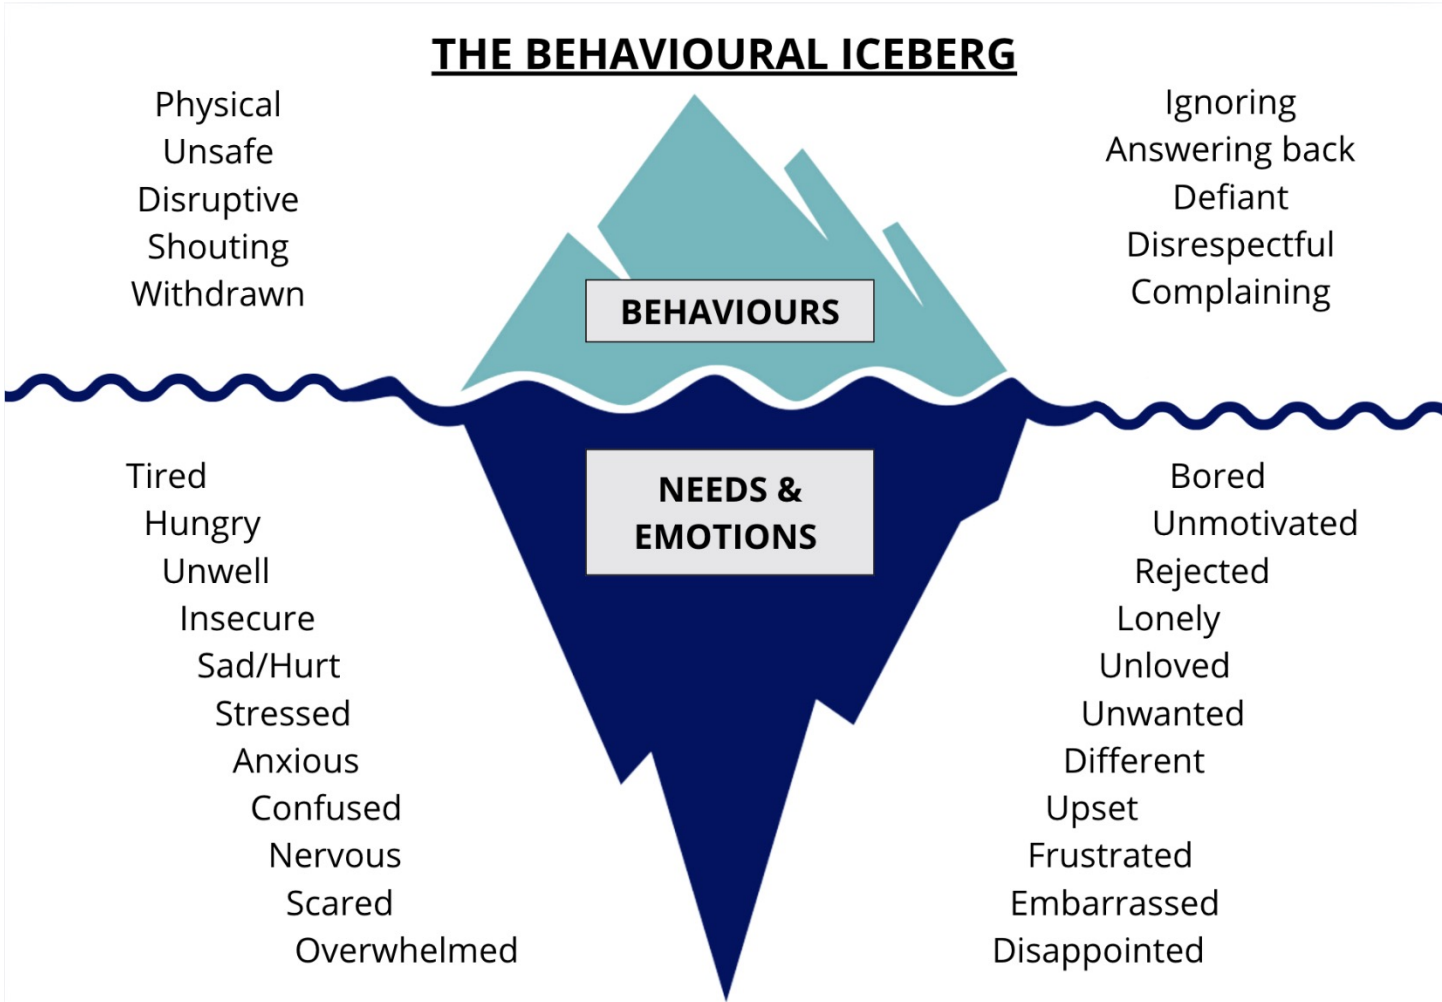 THE BEHAVIOURAL ICEBERG
Physical
Unsafe
Disruptive
Shouting
Withdrawn
Ignoring
Answering back
Defiant
Disrespectful
Complaining
BEHAVIOURS
NEEDS &
EMOTIONS
Tired
Hungry
Unwell
Insecure
Sad/Hurt
Stressed
Anxious
Confused
Nervous
Scared
Overwhelmed
Bored
Unmotivated
Rejected
Lonely
Unloved
Unwanted
Different
Upset
Frustrated
Embarrassed
Disappointed